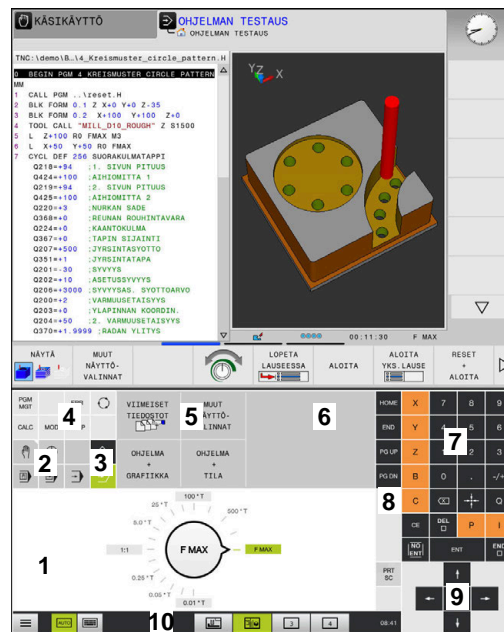 KÄSIKÄYTTÖ
OHJELMAN TESTAUS
OHJELMAN TESTAUS
TNC:\demo\B...\4_Kreismuster_circle_pattern.H
0 BEGIN PGM 4_KREISMUSTER_CIRCLE_PATTERN
MM
1 CALL PGM ..\reset.H
2 BLK FORM 0.1 Z X+0 Y+0 Z-35
3 BLK FORM 0.2 X+100 Y+100 Z+0
4 TOOL CALL "MILL_D10_ROUGH" Z S1500
5 L Z+100 R0 FMAX M3
6 L X+50 Y+50 R0 FMAX
7 CYCL DEF 256 SUORAKULMATAPPI
Q218=+94 ;1. SIVUN PITUUS
Q424=+100 ;AIHIOMITTA 1
Q219=+94 ;2. SIVUN PITUUS
Q425=+100 ;AIHIOMITTA 2
Q220=+3 ;NURKAN SADE
Q368=+0 ;REUNAN ROUHINTAVARA
Q224=+0 ;KAANTOKULMA
Q367=+0 ;TAPIN SIJAINTI
Q207=+500 ;JYRSINTASYOTTO
Q351=+1 ;JYRSINTATAPA
Q201=-30 ;SYVYYS
Q202=+10 ;ASETUSSYVYYS
Q206=+3000 ;SYVYYSAS. SYOTTOARVO
Q200=+2 ;VARMUUSETAISYYS
Q203=+0 ;YLAPINNAN KOORDIN.
Q204=+50 ;2. VARMUUSETAISYYS
Q370=+1.9999 ;RADAN YLITYS
Y Z X
00:11:30 F MAX
NÄYTÄ
MUUT
NÄYTTÖ-
VALINNAT
LOPETA
LAUSEESSA
ALOITA
ALOITA
YKS.LAUSE
RESET
+
ALOITA
PGM
MGT
4
CALC
MOD
2
3
VIIMEISET
TIEDOSTOT
5
MUUT
LINNAT
OHJELMA
+
GRAFIIKKA
OHJELMA
+
TILA
6
HOME X 7 8 9
END Y 5 6
7
PG UP Z 1 2
PG DN B 0 . -/+
8
C Q
CE DEL P I
NO
ENT
ENT
END
PRT
SC
9
1
100 °T
25 °T
500 °T
5.0 °T
1:1
F MAX
F MAX
0.25 °T
0.05 °T
0.01 °T
AUTO
10
3
4
08:41